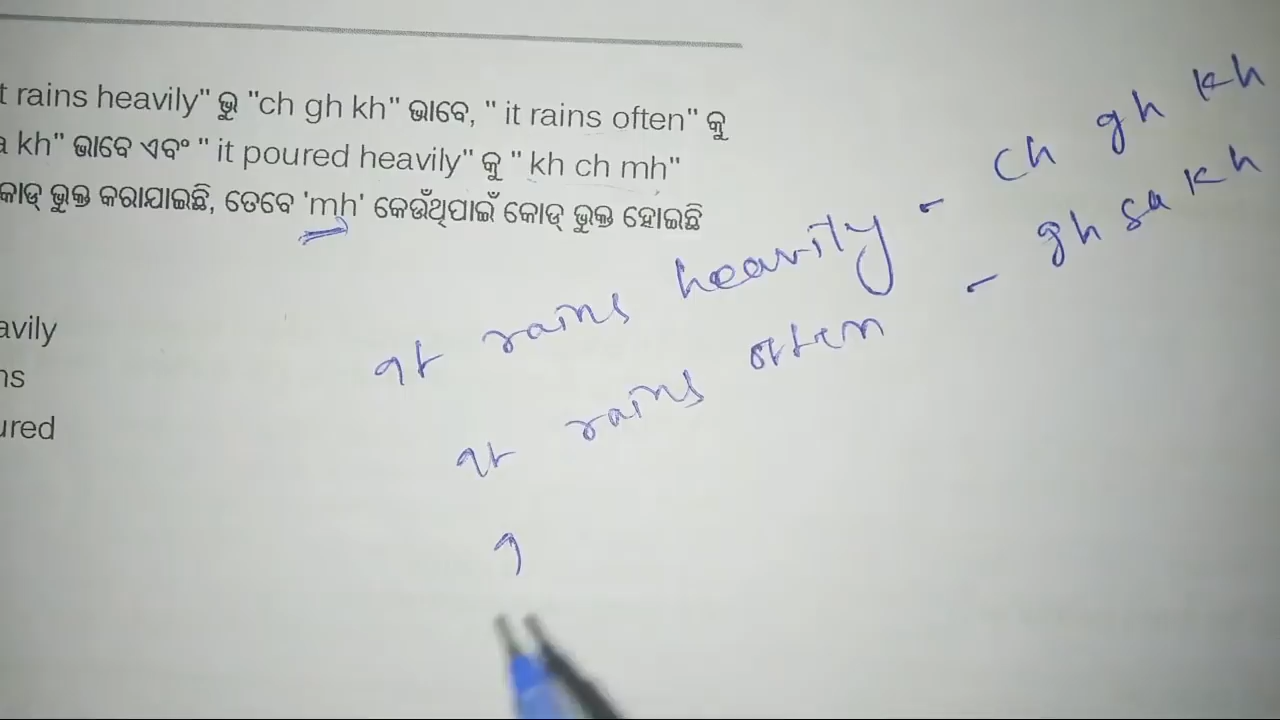 t rains heavily" ଭୁ "ch gh kh" ଭାବେ, " it rains often" କୁ
a kh" ଭାବେ ଏବଂ " it poured heavily" କୁ " kh ch mh"
କୋଡ୍ ଭୁକ୍ତ କରାଯାଇଛି, ତେବେ 'mh' କେଉଁଥିପାଇଁ କୋଡ୍ ଭୁକ୍ତ ହୋଇଛି
avily
ns
ured
it rains heavily - ch gh kh
it rains often - gh sa kh